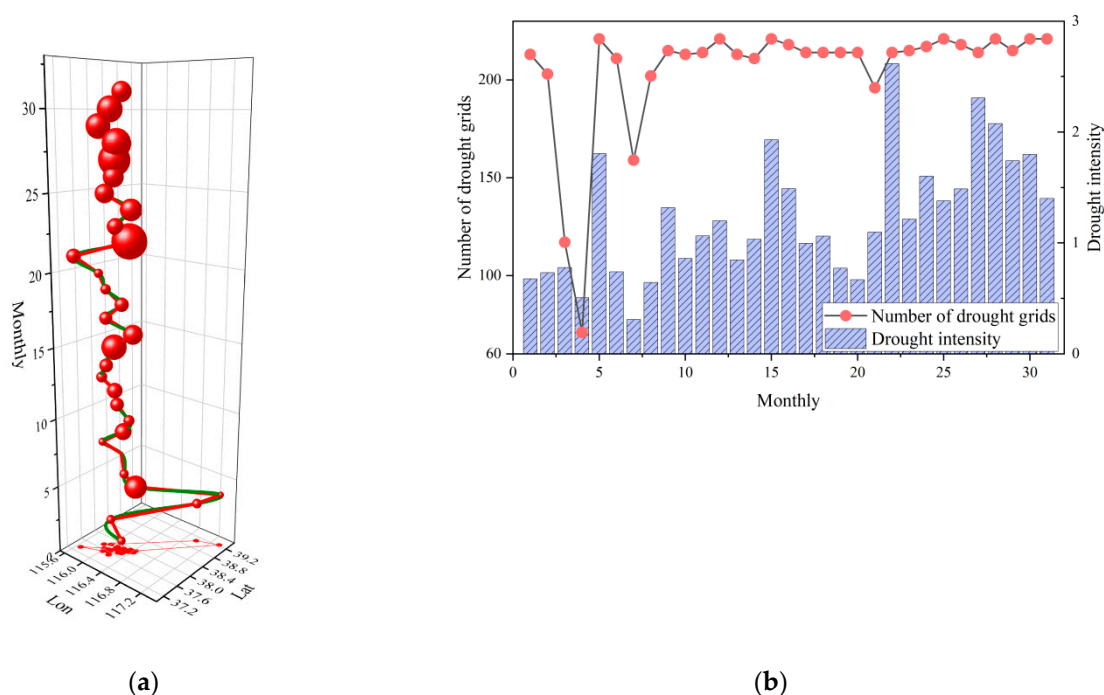 30
25
20
15
10
5
0
Monthly
115.6
116.0
116.4
116.8
117.2
Lon
39.2
38.8
38.4
38.0
37.6
37.2
Lat
(a)
200
150
100
60
Number of drought grids
3
2
1
0
Drought intensity
Number of drought grids
Drought intensity
0 5 10 15 20 25 30
Monthly
(b)